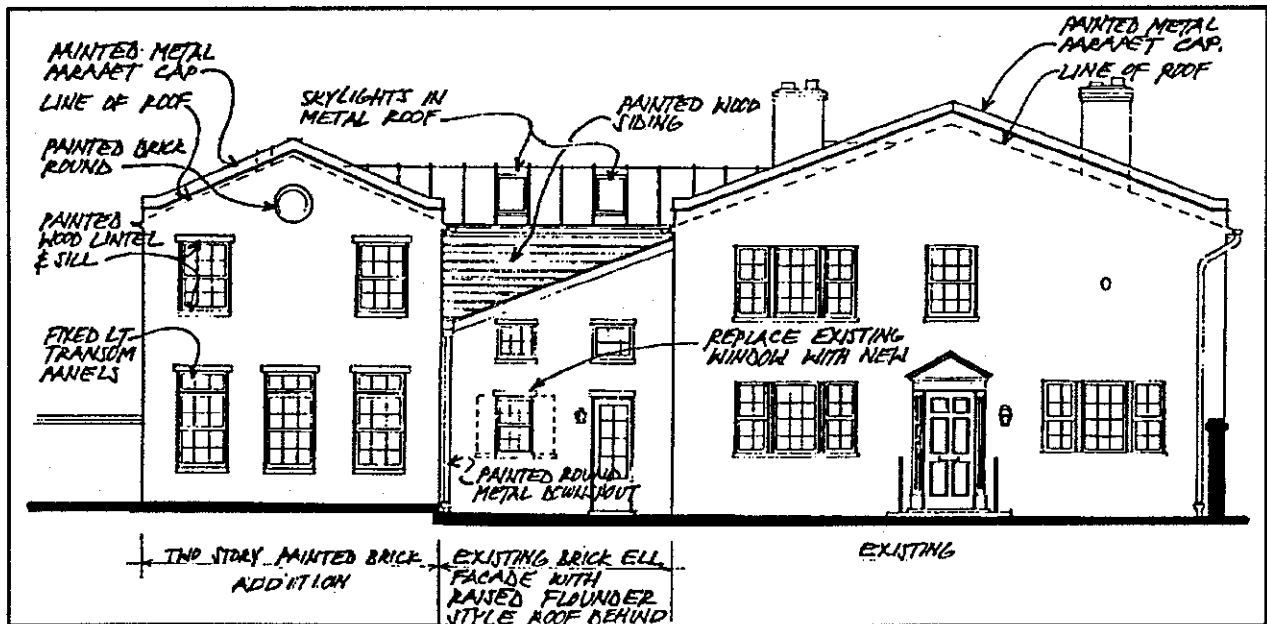 PAINTED METAL
PARAPET CAP
LINE OF ROOF
PAINTED BRICK
ROUND
PAINTED
WOOD LINTEL
& SILL
FIXED LT.
TRANSOM
PANELS
SKYLIGHTS IN
METAL ROOF
PAINTED WOOD
SIDING
PAINTED METAL
PARAPET CAP.
LINE OF ROOF
REPLACE EXISTING
WINDOW WITH NEW
PAINTED ROUND
METAL DOWNSPOUT
TWO STORY PAINTED BRICK
ADDITION
EXISTING BRICK ELL
FACADE WITH
RAISED FLOUNDER
STYLE ROOF BEHIND
EXISTING